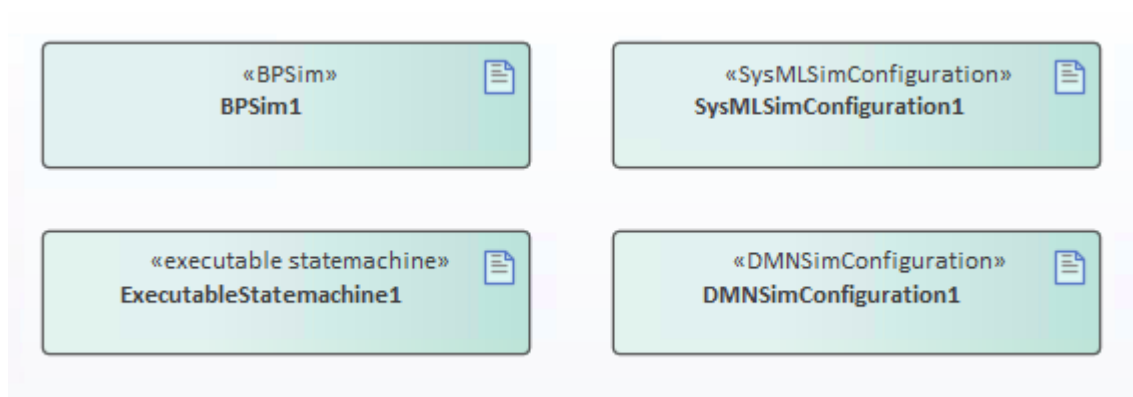 «BPSim»
BPSim1
«SysMLSimConfiguration»
SysMLSimConfiguration1
«executable statemachine»
ExecutableStatemachine1
«DMNSimConfiguration»
DMNSimConfiguration1